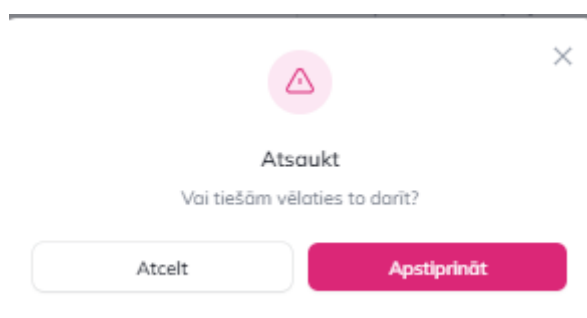 Atsaukt
Vai tiešām vēlaties to darīt?
Atcelt
Apstiprināt